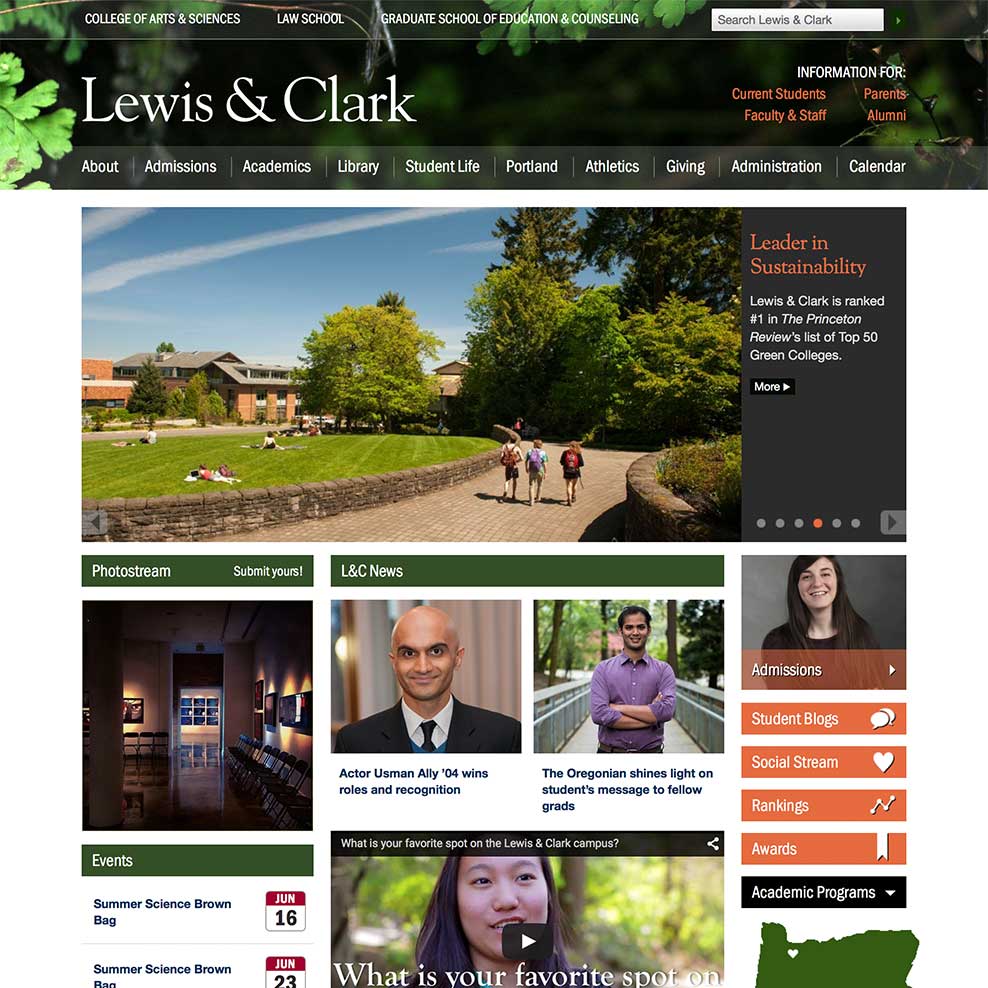 COLLEGE OF ARTS & SCIENCES LAW SCHOOL GRADUATE SCHOOL OF EDUCATION & COUNSELING Search Lewis & Clark
Lewis & Clark
INFORMATION FOR:
Current Students Parents
Faculty & Staff Alumni
About Admissions Academics Library Student Life Portland Athletics Giving Administration Calendar
Leader in
Sustainability
Lewis & Clark is ranked
#1 in The Princeton
Review's list of Top 50
Green Colleges.
More
Photostream Submit yours!
Events
Summer Science Brown
Bag
JUN
16
Summer Science Brown
Bag
JUN
23
L&C News
Actor Usman Ally '04 wins
roles and recognition
The Oregonian shines light on
student's message to fellow
grads
What is your favorite spot on the Lewis & Clark campus?
What is your favorite spot on
Admissions
Student Blogs
Social Stream
Rankings
Awards
Academic Programs